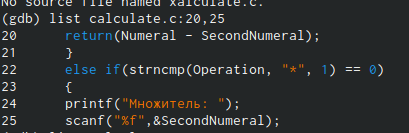 No source file named xalculate.c.
(gdb) list calculate.c:20,25
20 return(Numeral - SecondNumeral);
21 }
22 else if(strncmp(Operation, "*", 1) == 0)
23 {
24 printf("Множитель: ");
25 scanf("%f",&SecondNumeral);